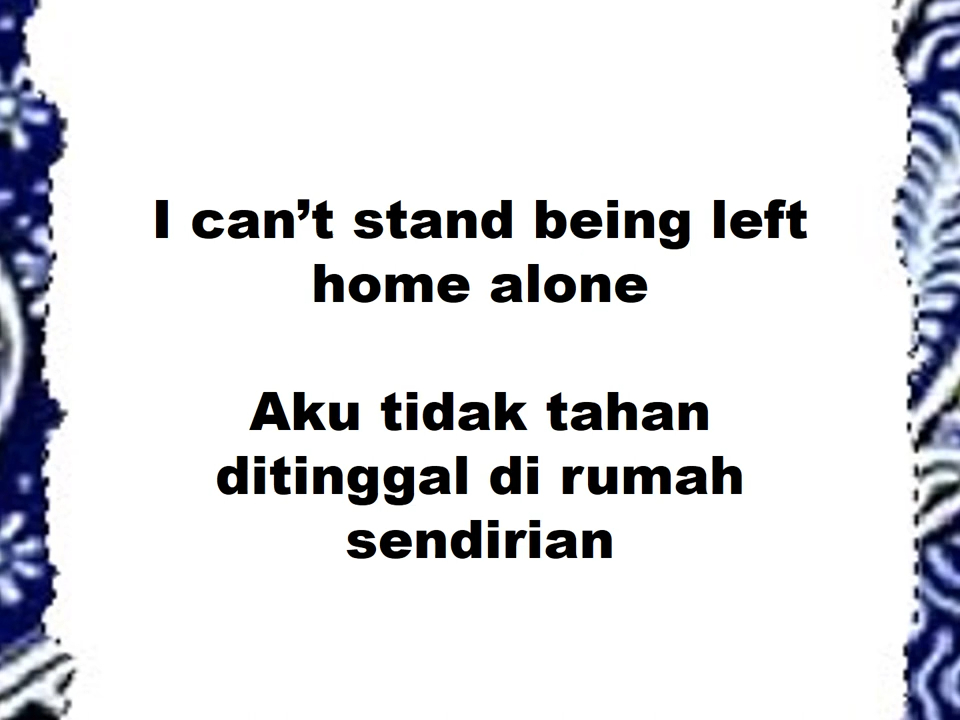 I can’t stand being left
home alone
Aku tidak tahan
ditinggal di rumah
sendirian